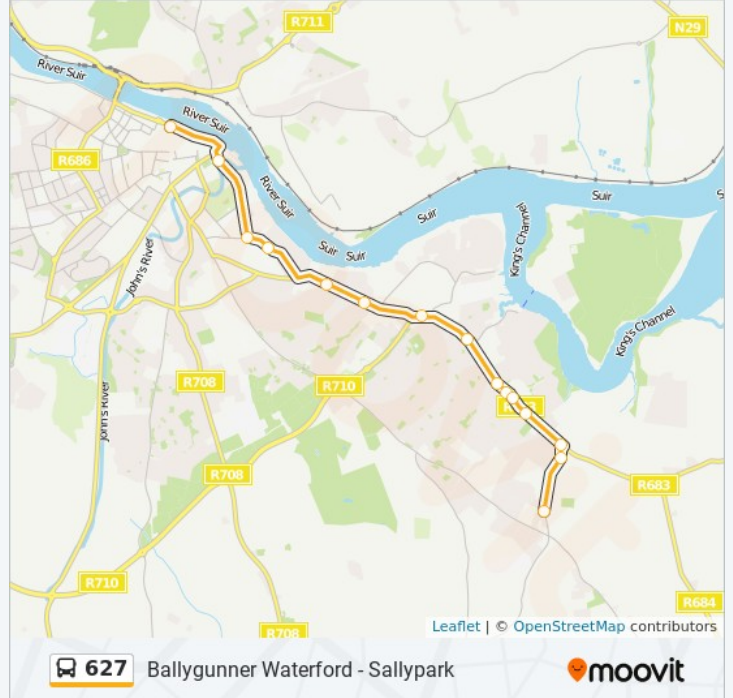 R711
N29
River Suir
River Suir
R686
River Suir
Suir
Suir
Suir
Suir
King's Channel
John's River
King's Channel
R708
R710
John's River
R708
R683
R710
R684
R708
Leaflet | © OpenStreetMap contributors
627 Ballygunner Waterford - Sallypark
moovit